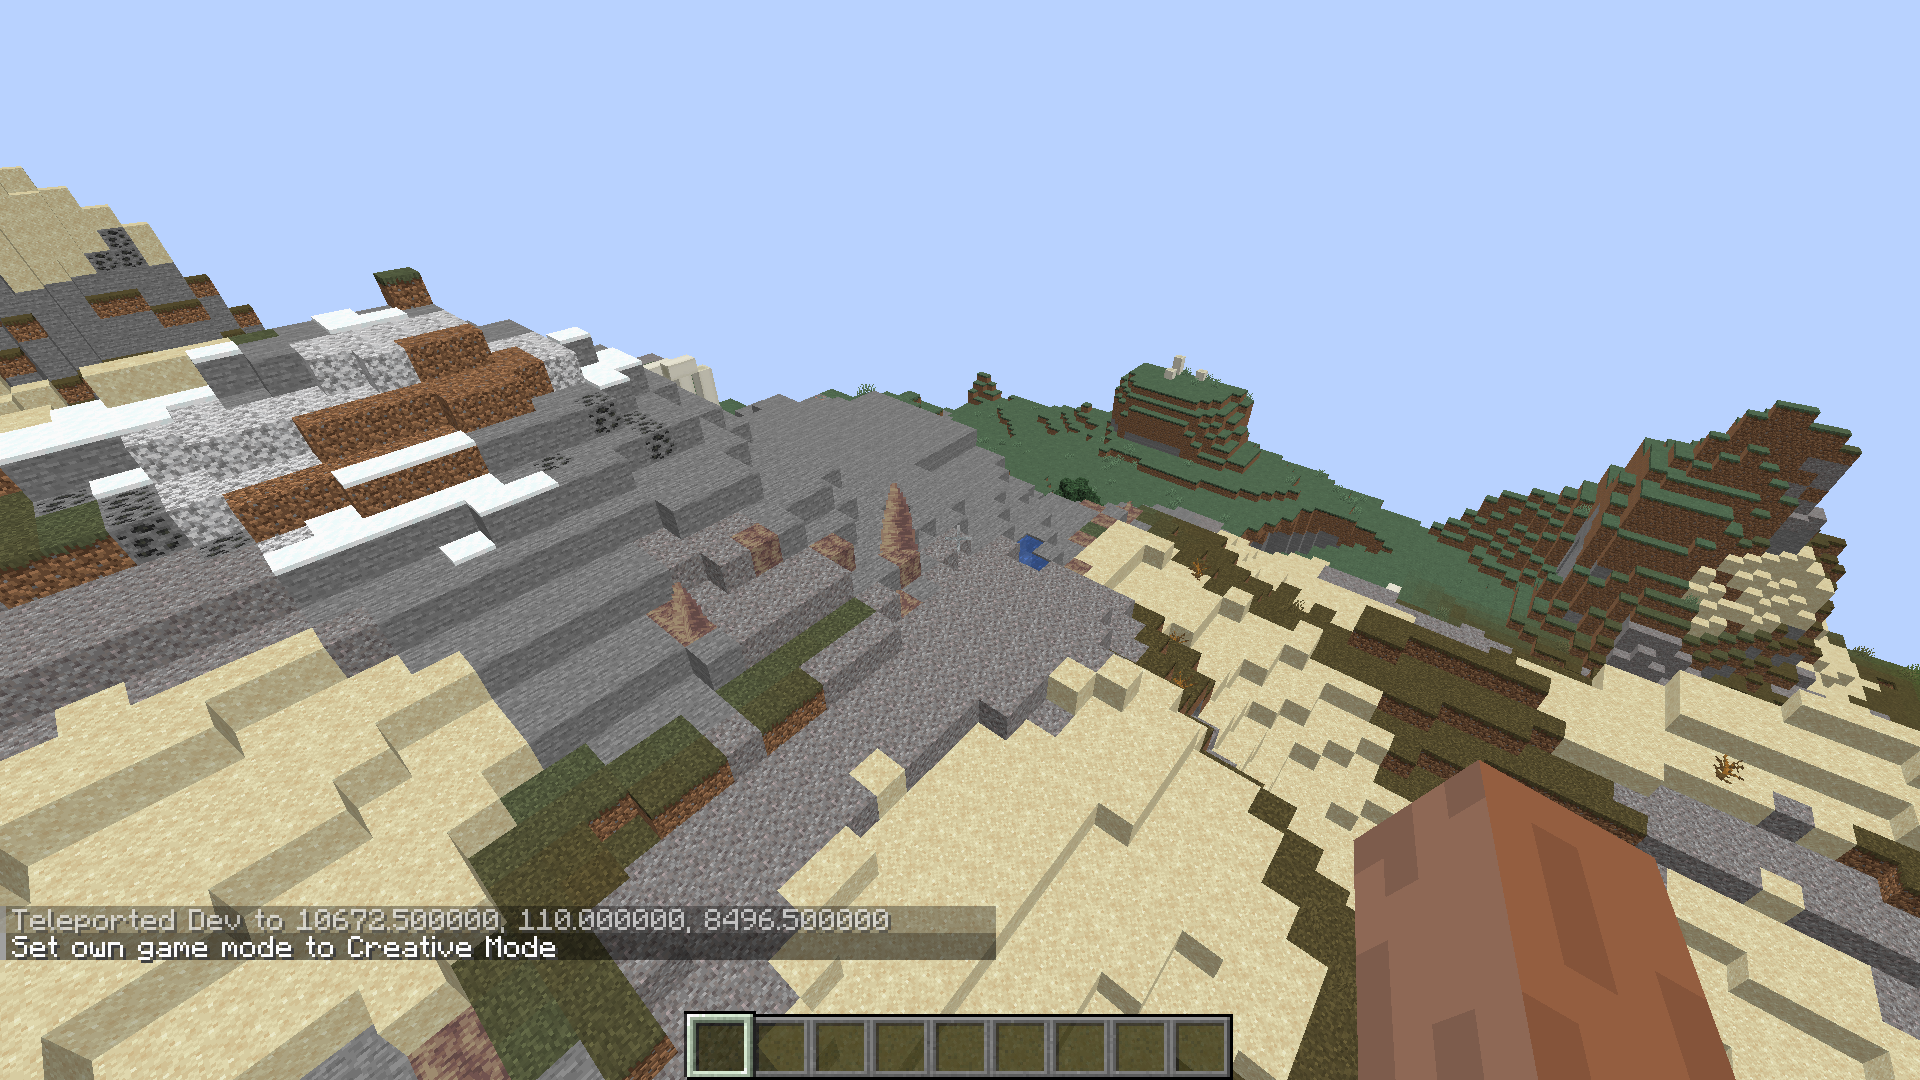 Teleported Dev to 10672.500000, 110.000000, 8496.500000
Set own game mode to Creative Mode